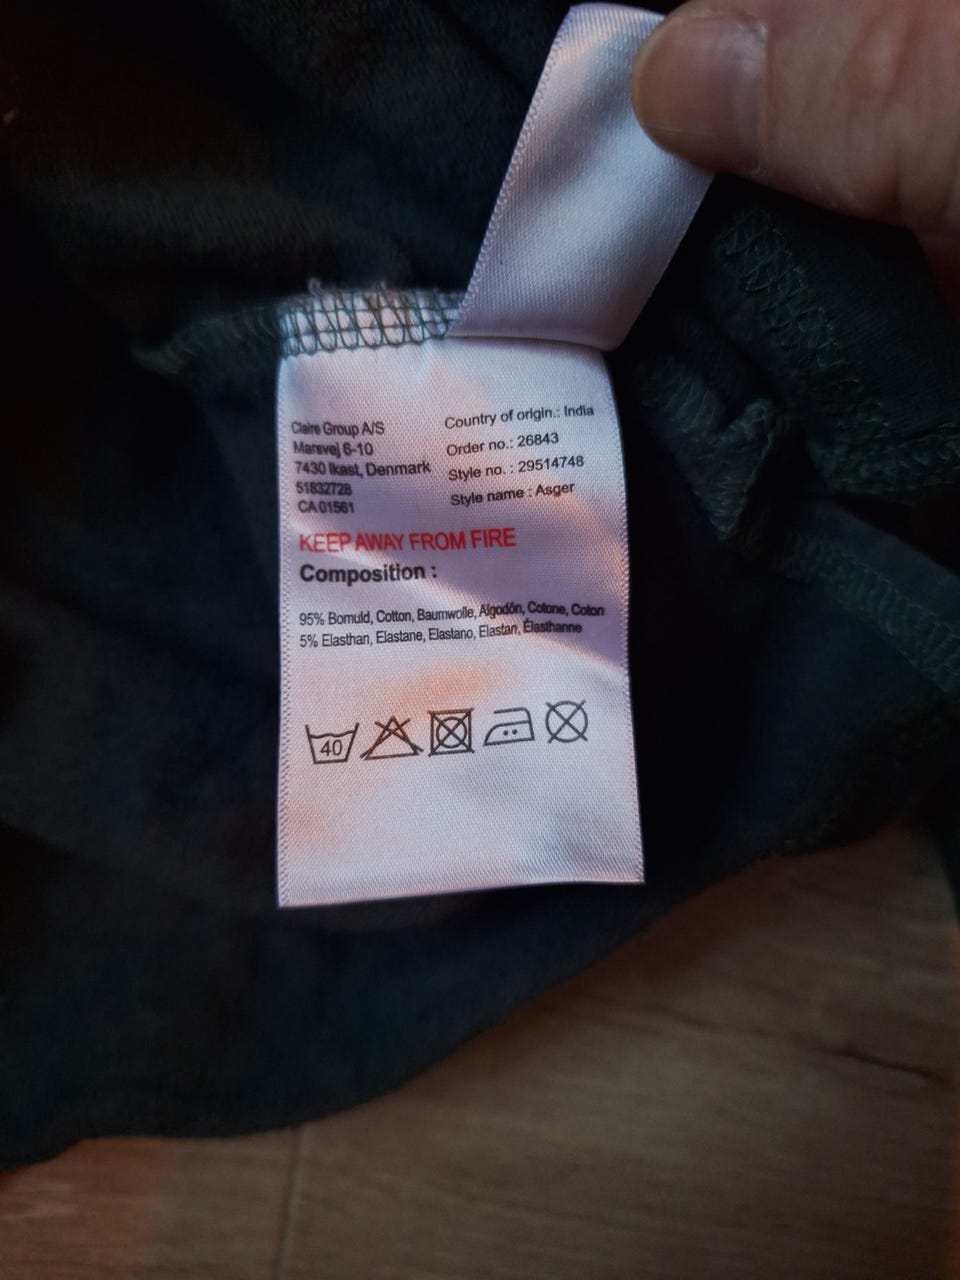 Claire Group A/S
Marsvej 6-10
7430 Ikast, Denmark
51832728
CA 01561
Country of origin.: India
Order no.: 26843
Style no. : 29514748
Style name : Asger
KEEP AWAY FROM FIRE
Composition :
95% Bomuld, Cotton, Baumwolle, Algodón, Cotone, Coton
5% Elasthan, Elastane, Elastano, Elastan, Élasthanne
40